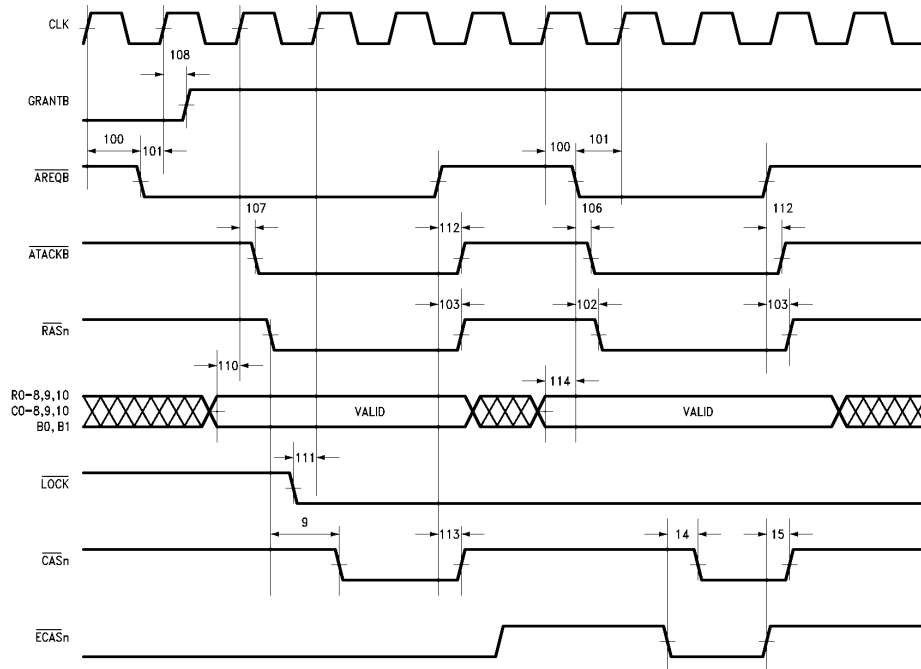 CLK
108
GRANTB
100 101 100 101
AREQB
107 112 106 112
ATACKB
103 102 103
RASn
110 114
R0-8,9,10
C0-8,9,10
B0, B1
VALID VALID
111
LOCK
9 113 14 15
CASn
ECASn